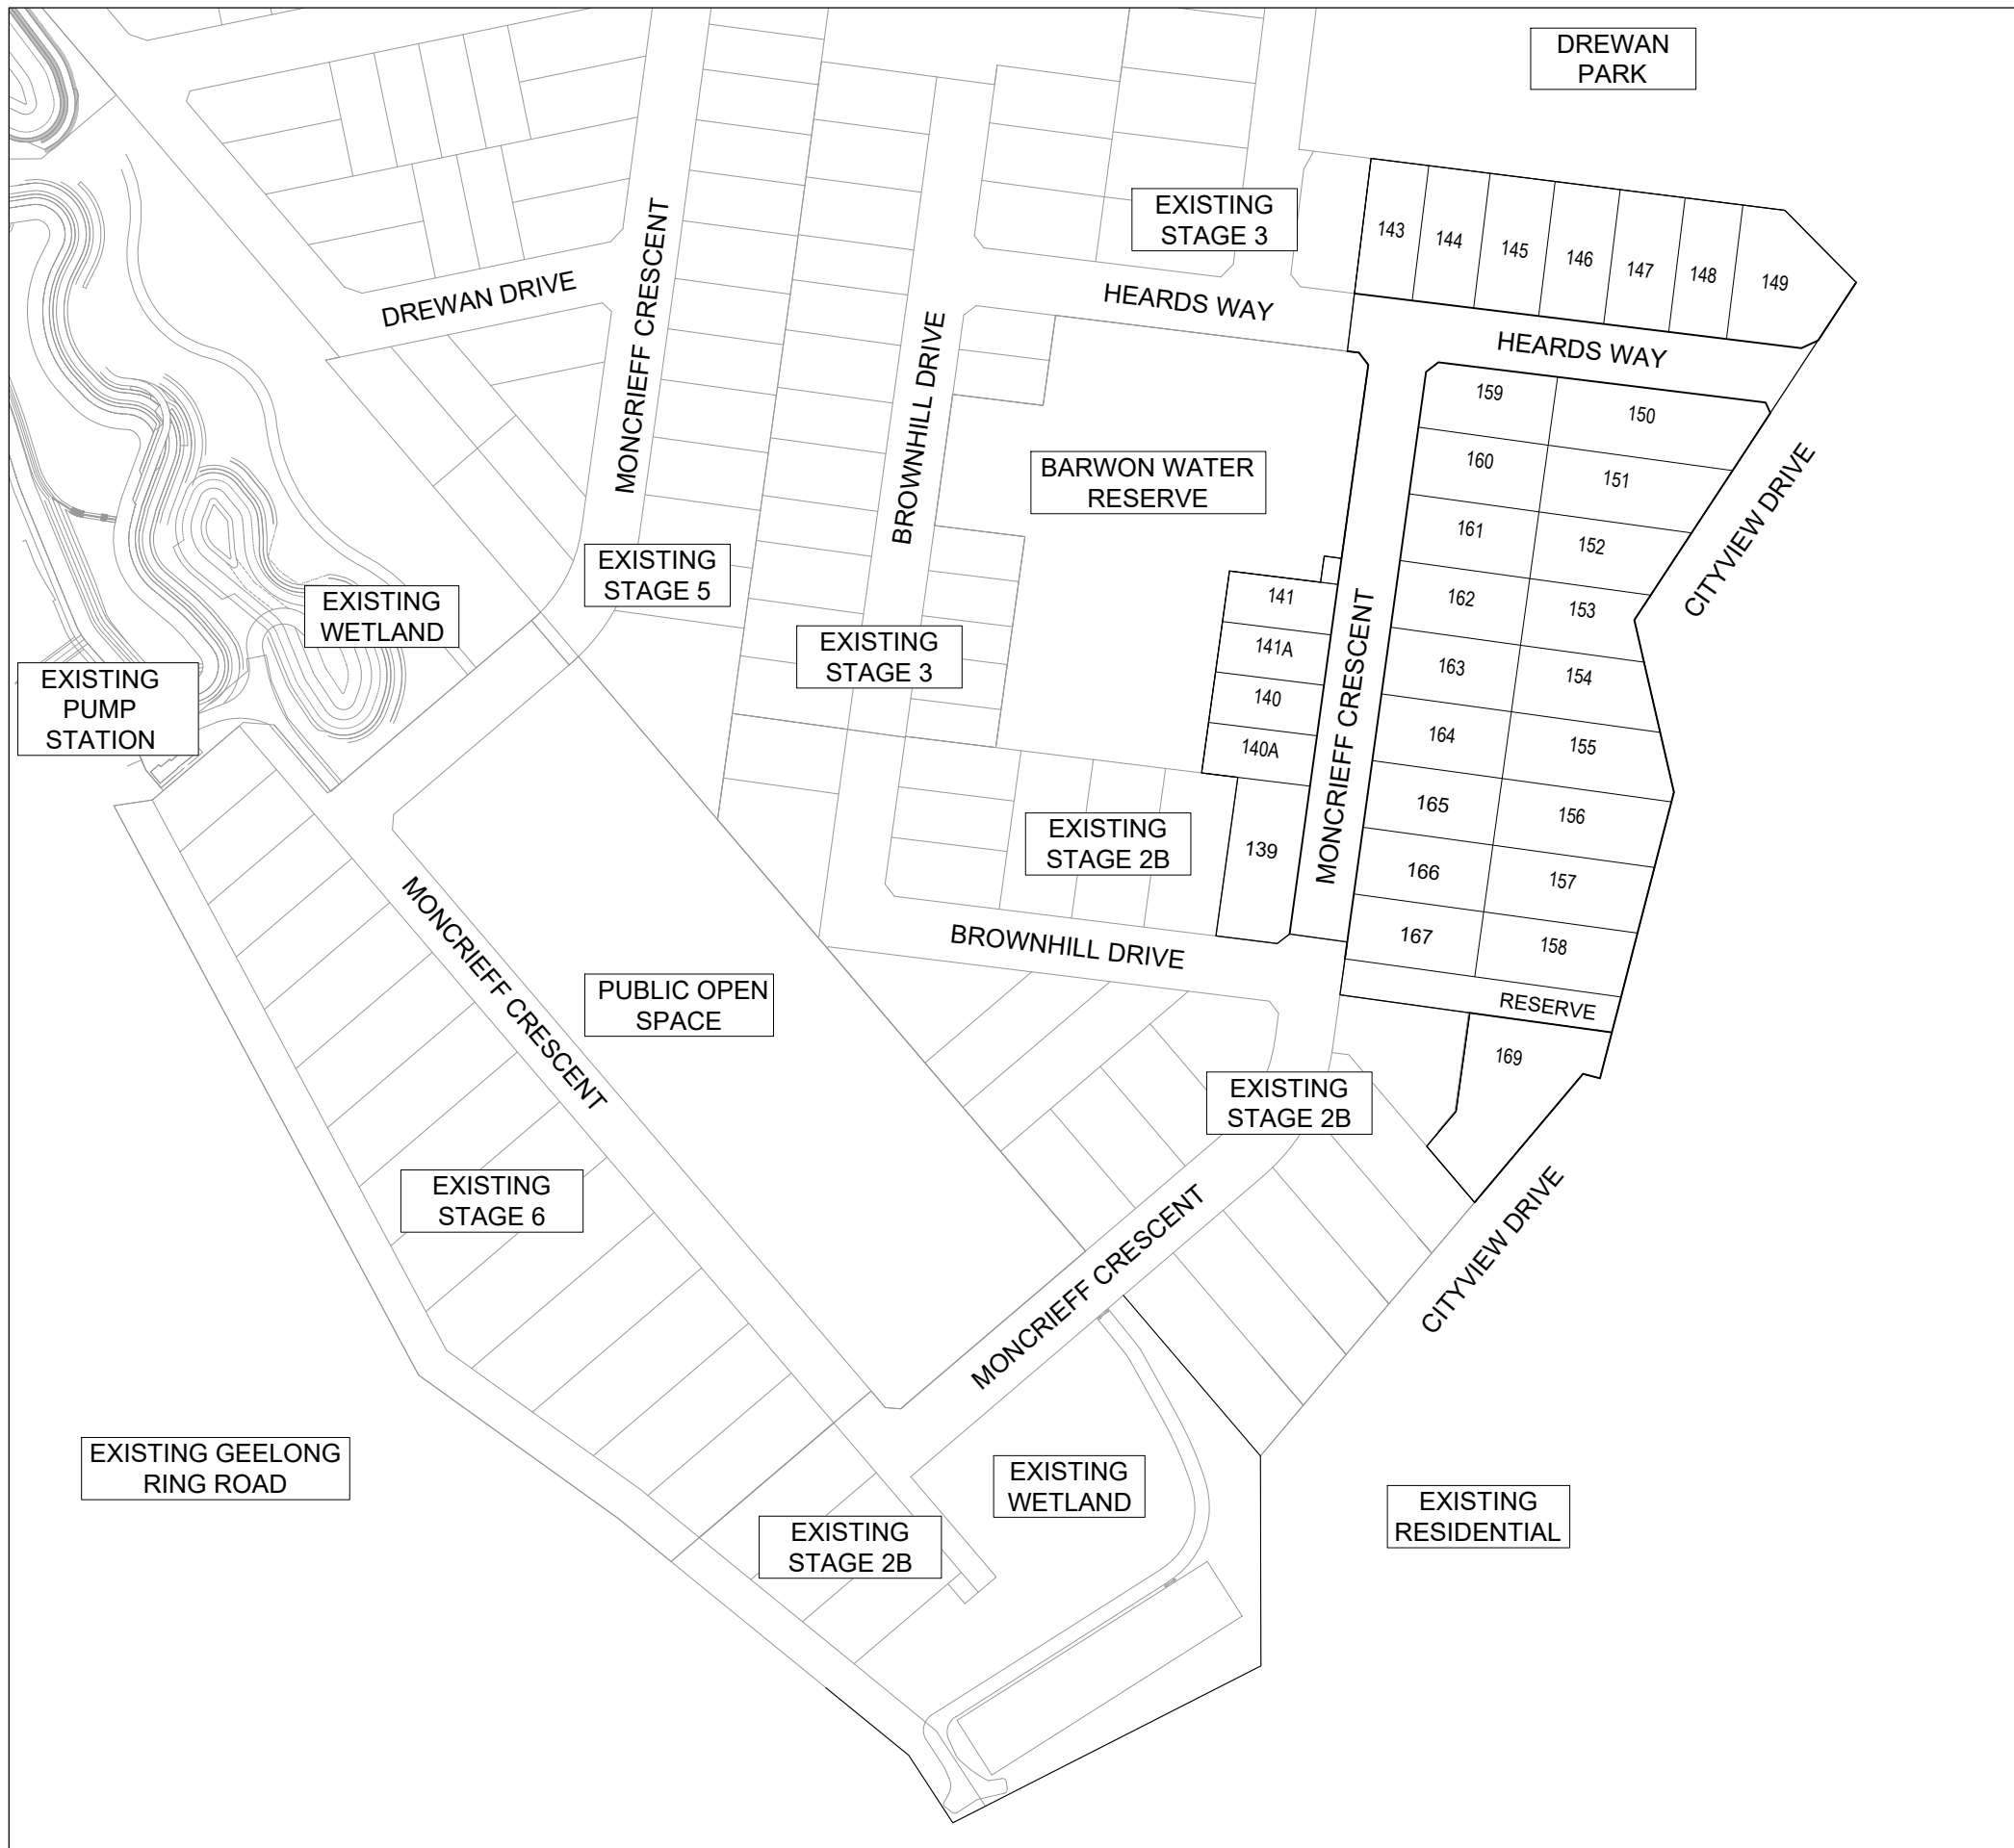 DREWAN
PARK
EXISTING
STAGE 3
143
144
145
146
147
148
149
DREWAN DRIVE
MONCRIEFF CRESCENT
HEARDS WAY
HEARDS WAY
BROWNHILL DRIVE
159
150
160
151
161
152
162
153
163
154
164
155
165
156
166
157
167
158
RESERVE
169
CITYVIEW DRIVE
BARWON WATER
RESERVE
141
141A
140
140A
139
MONCRIEFF CRESCENT
EXISTING
STAGE 5
EXISTING
WETLAND
EXISTING
STAGE 3
EXISTING
PUMP
STATION
EXISTING
STAGE 2B
BROWNHILL DRIVE
MONCRIEFF CRESCENT
PUBLIC OPEN
SPACE
EXISTING
STAGE 2B
EXISTING
STAGE 6
MONCRIEFF CRESCENT
CITYVIEW DRIVE
EXISTING GEELONG
RING ROAD
EXISTING
WETLAND
EXISTING
STAGE 2B
EXISTING
RESIDENTIAL